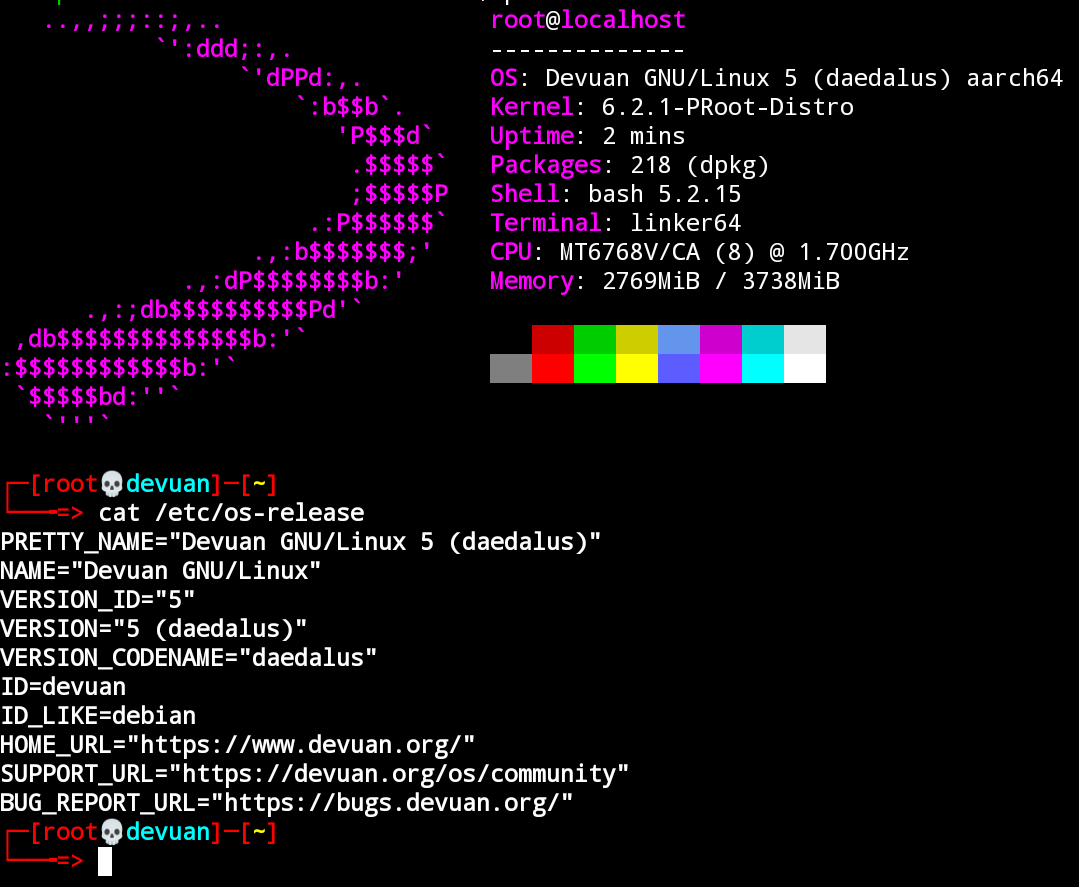 ..,,;;;::;,..
`':ddd;:,.
`'dPPd:,.
`:b$$b`.
'P$$$d`
.$$$$$`
;$$$$$P
.:P$$$$$$`
.,:b$$$$$$$;'
.,:dP$$$$$$$$b:'
.,:;db$$$$$$$$$$Pd'`
,db$$$$$$$$$$$$$$b:'`
:$$$$$$$$$$$$b:'`
`$$$$$bd:''`
`'''`
root@localhost
--------------
OS: Devuan GNU/Linux 5 (daedalus) aarch64
Kernel: 6.2.1-PRoot-Distro
Uptime: 2 mins
Packages: 218 (dpkg)
Shell: bash 5.2.15
Terminal: linker64
CPU: MT6768V/CA (8) @ 1.700GHz
Memory: 2769MiB / 3738MiB
┌─[root💀devuan]─[~]
└──╼=> cat /etc/os-release
PRETTY_NAME="Devuan GNU/Linux 5 (daedalus)"
NAME="Devuan GNU/Linux"
VERSION_ID="5"
VERSION="5 (daedalus)"
VERSION_CODENAME="daedalus"
ID=devuan
ID_LIKE=debian
HOME_URL="https://www.devuan.org/"
SUPPORT_URL="https://devuan.org/os/community"
BUG_REPORT_URL="https://bugs.devuan.org/"
┌─[root💀devuan]─[~]
└──╼=>